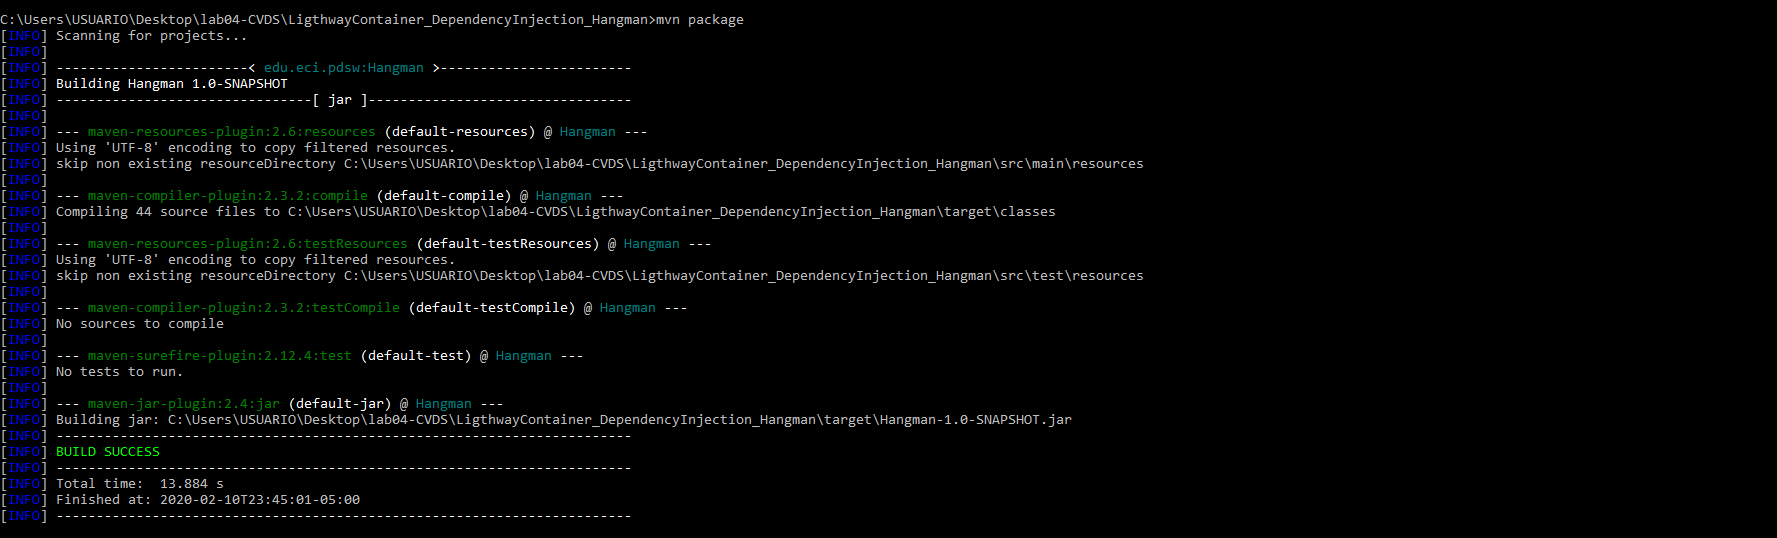 C:\Users\USUARIO\Desktop\lab04-CVDS\LigthwayContainer_DependencyInjection_Hangman>mvn package
[INFO] Scanning for projects...
[INFO]
[INFO] ------------------------< edu.eci.pdsw:Hangman >------------------------
[INFO] Building Hangman 1.0-SNAPSHOT
[INFO] --------------------------------[ jar ]---------------------------------
[INFO]
[INFO] --- maven-resources-plugin:2.6:resources (default-resources) @ Hangman ---
[INFO] Using 'UTF-8' encoding to copy filtered resources.
[INFO] skip non existing resourceDirectory C:\Users\USUARIO\Desktop\lab04-CVDS\LigthwayContainer_DependencyInjection_Hangman\src\main\resources
[INFO]
[INFO] --- maven-compiler-plugin:2.3.2:compile (default-compile) @ Hangman ---
[INFO] Compiling 44 source files to C:\Users\USUARIO\Desktop\lab04-CVDS\LigthwayContainer_DependencyInjection_Hangman\target\classes
[INFO]
[INFO] --- maven-resources-plugin:2.6:testResources (default-testResources) @ Hangman ---
[INFO] Using 'UTF-8' encoding to copy filtered resources.
[INFO] skip non existing resourceDirectory C:\Users\USUARIO\Desktop\lab04-CVDS\LigthwayContainer_DependencyInjection_Hangman\src\test\resources
[INFO]
[INFO] --- maven-compiler-plugin:2.3.2:testCompile (default-testCompile) @ Hangman ---
[INFO] No sources to compile
[INFO]
[INFO] --- maven-surefire-plugin:2.12.4:test (default-test) @ Hangman ---
[INFO] No tests to run.
[INFO]
[INFO] --- maven-jar-plugin:2.4:jar (default-jar) @ Hangman ---
[INFO] Building jar: C:\Users\USUARIO\Desktop\lab04-CVDS\LigthwayContainer_DependencyInjection_Hangman\target\Hangman-1.0-SNAPSHOT.jar
[INFO] ------------------------------------------------------------------------
[INFO] BUILD SUCCESS
[INFO] ------------------------------------------------------------------------
[INFO] Total time:  13.884 s
[INFO] Finished at: 2020-02-10T23:45:01-05:00
[INFO] ------------------------------------------------------------------------